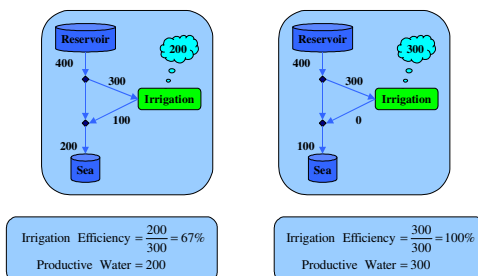 Reservoir
200
400
300
Irrigation
100
200
Sea
Irrigation Efficiency = 200/300 = 67%
Productive Water = 200
Reservoir
300
400
300
Irrigation
0
100
Sea
Irrigation Efficiency = 300/300 = 100%
Productive Water = 300